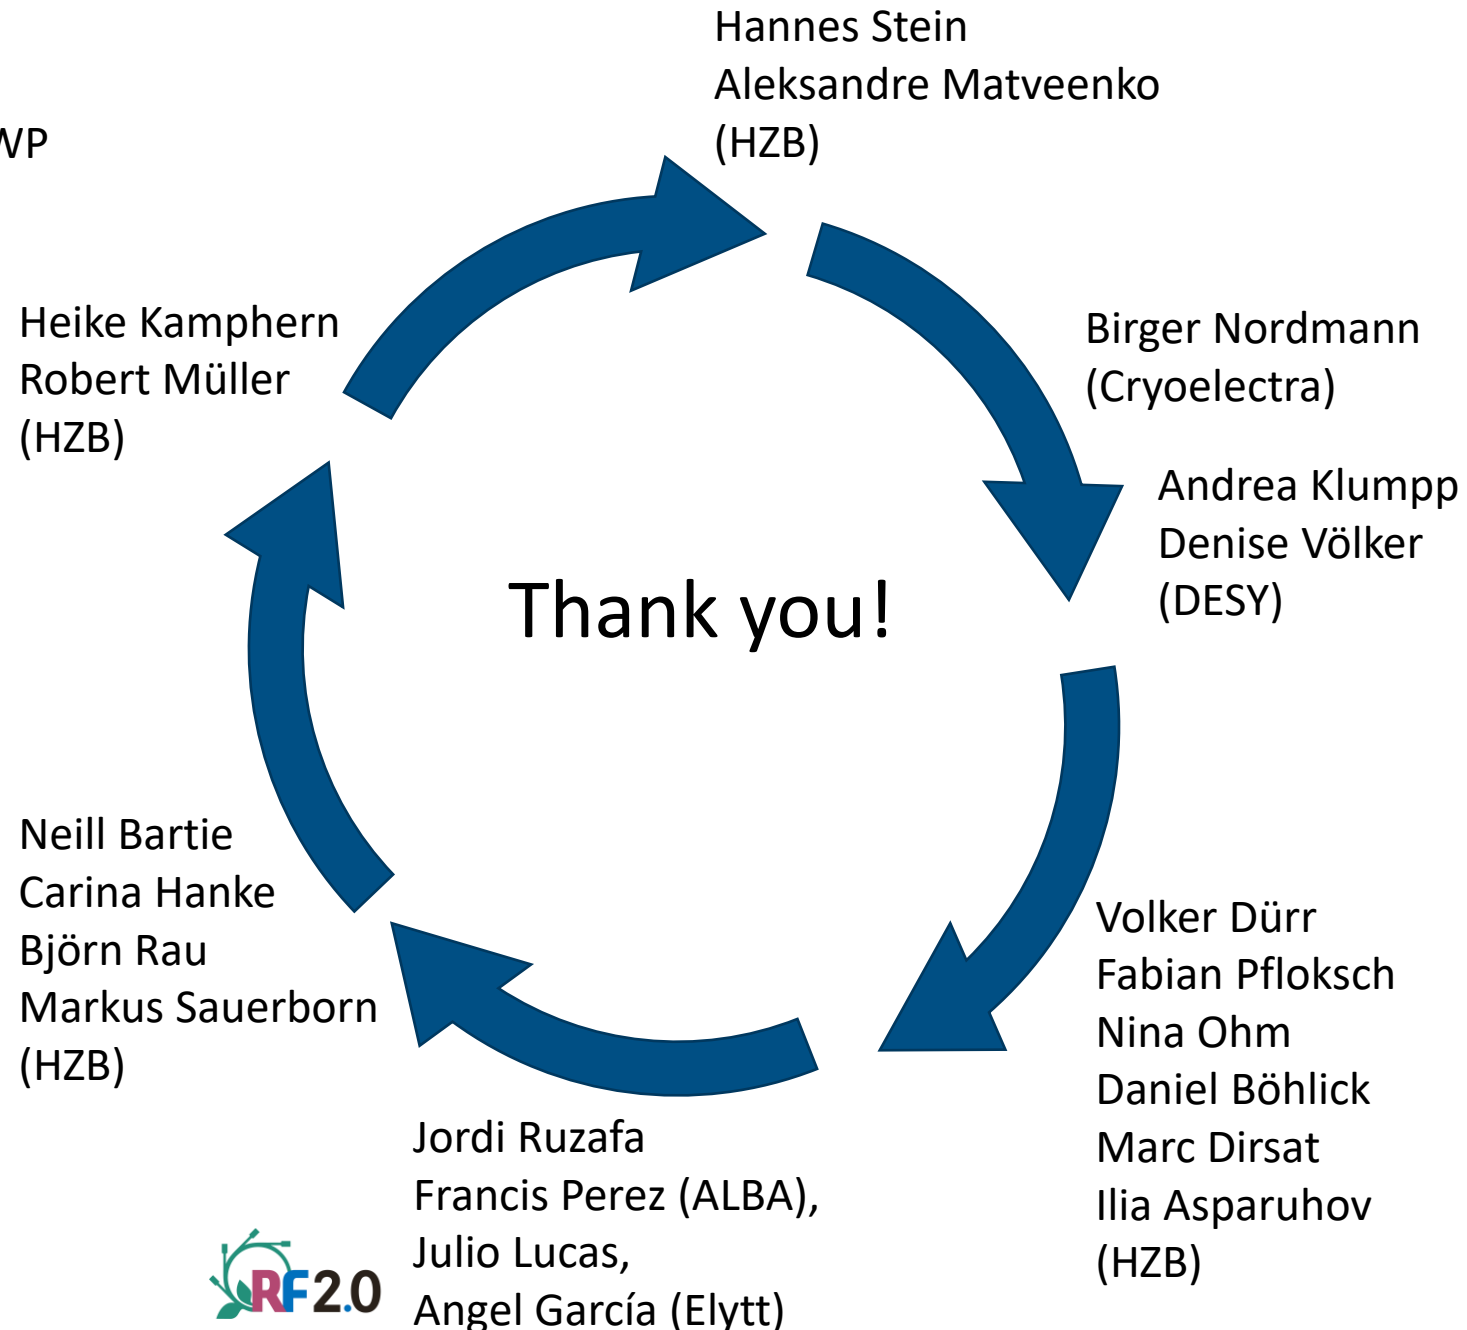 Hannes Stein
Aleksandre Matveenko
(HZB)
WP
Heike Kamphern
Robert Müller
(HZB)
Birger Nordmann
(Cryoelectra)
Andrea Klumpp
Denise Völker
(DESY)
Thank you!
Neill Bartie
Carina Hanke
Björn Rau
Markus Sauerborn
(HZB)
Volker Dürr
Fabian Pfloksch
Nina Ohm
Daniel Böhlick
Marc Dirsat
Ilia Asparuhov
(HZB)
Jordi Ruzafa
Francis Perez (ALBA),
Julio Lucas,
Angel García (Elytt)
RF2.0